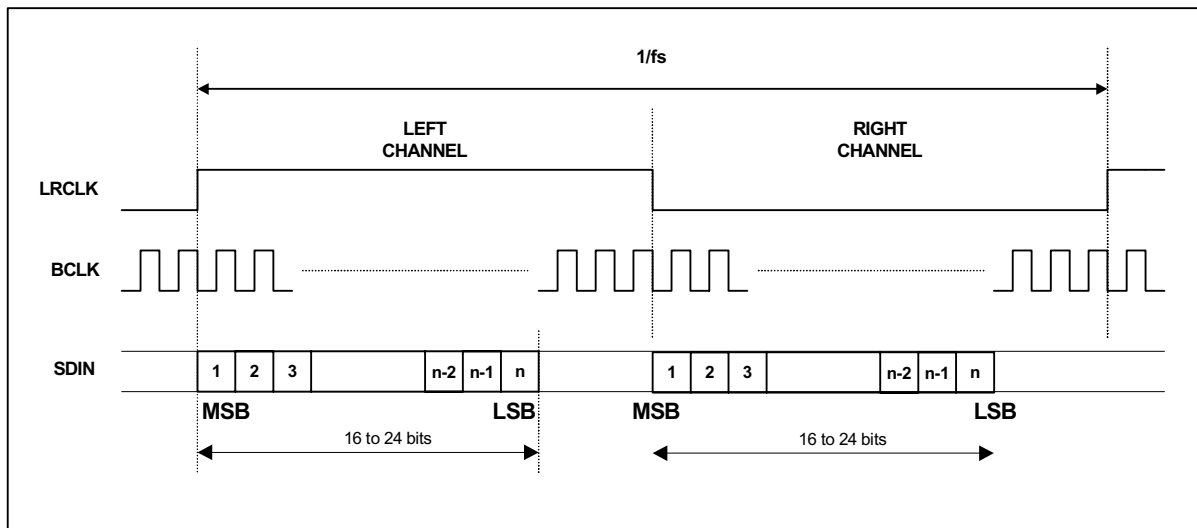 1/fs
LEFT
CHANNEL
RIGHT
CHANNEL
LRCLK
BCLK
SDIN
1 2 3 n-2 n-1 n 1 2 3 n-2 n-1 n
MSB LSB MSB LSB
16 to 24 bits 16 to 24 bits